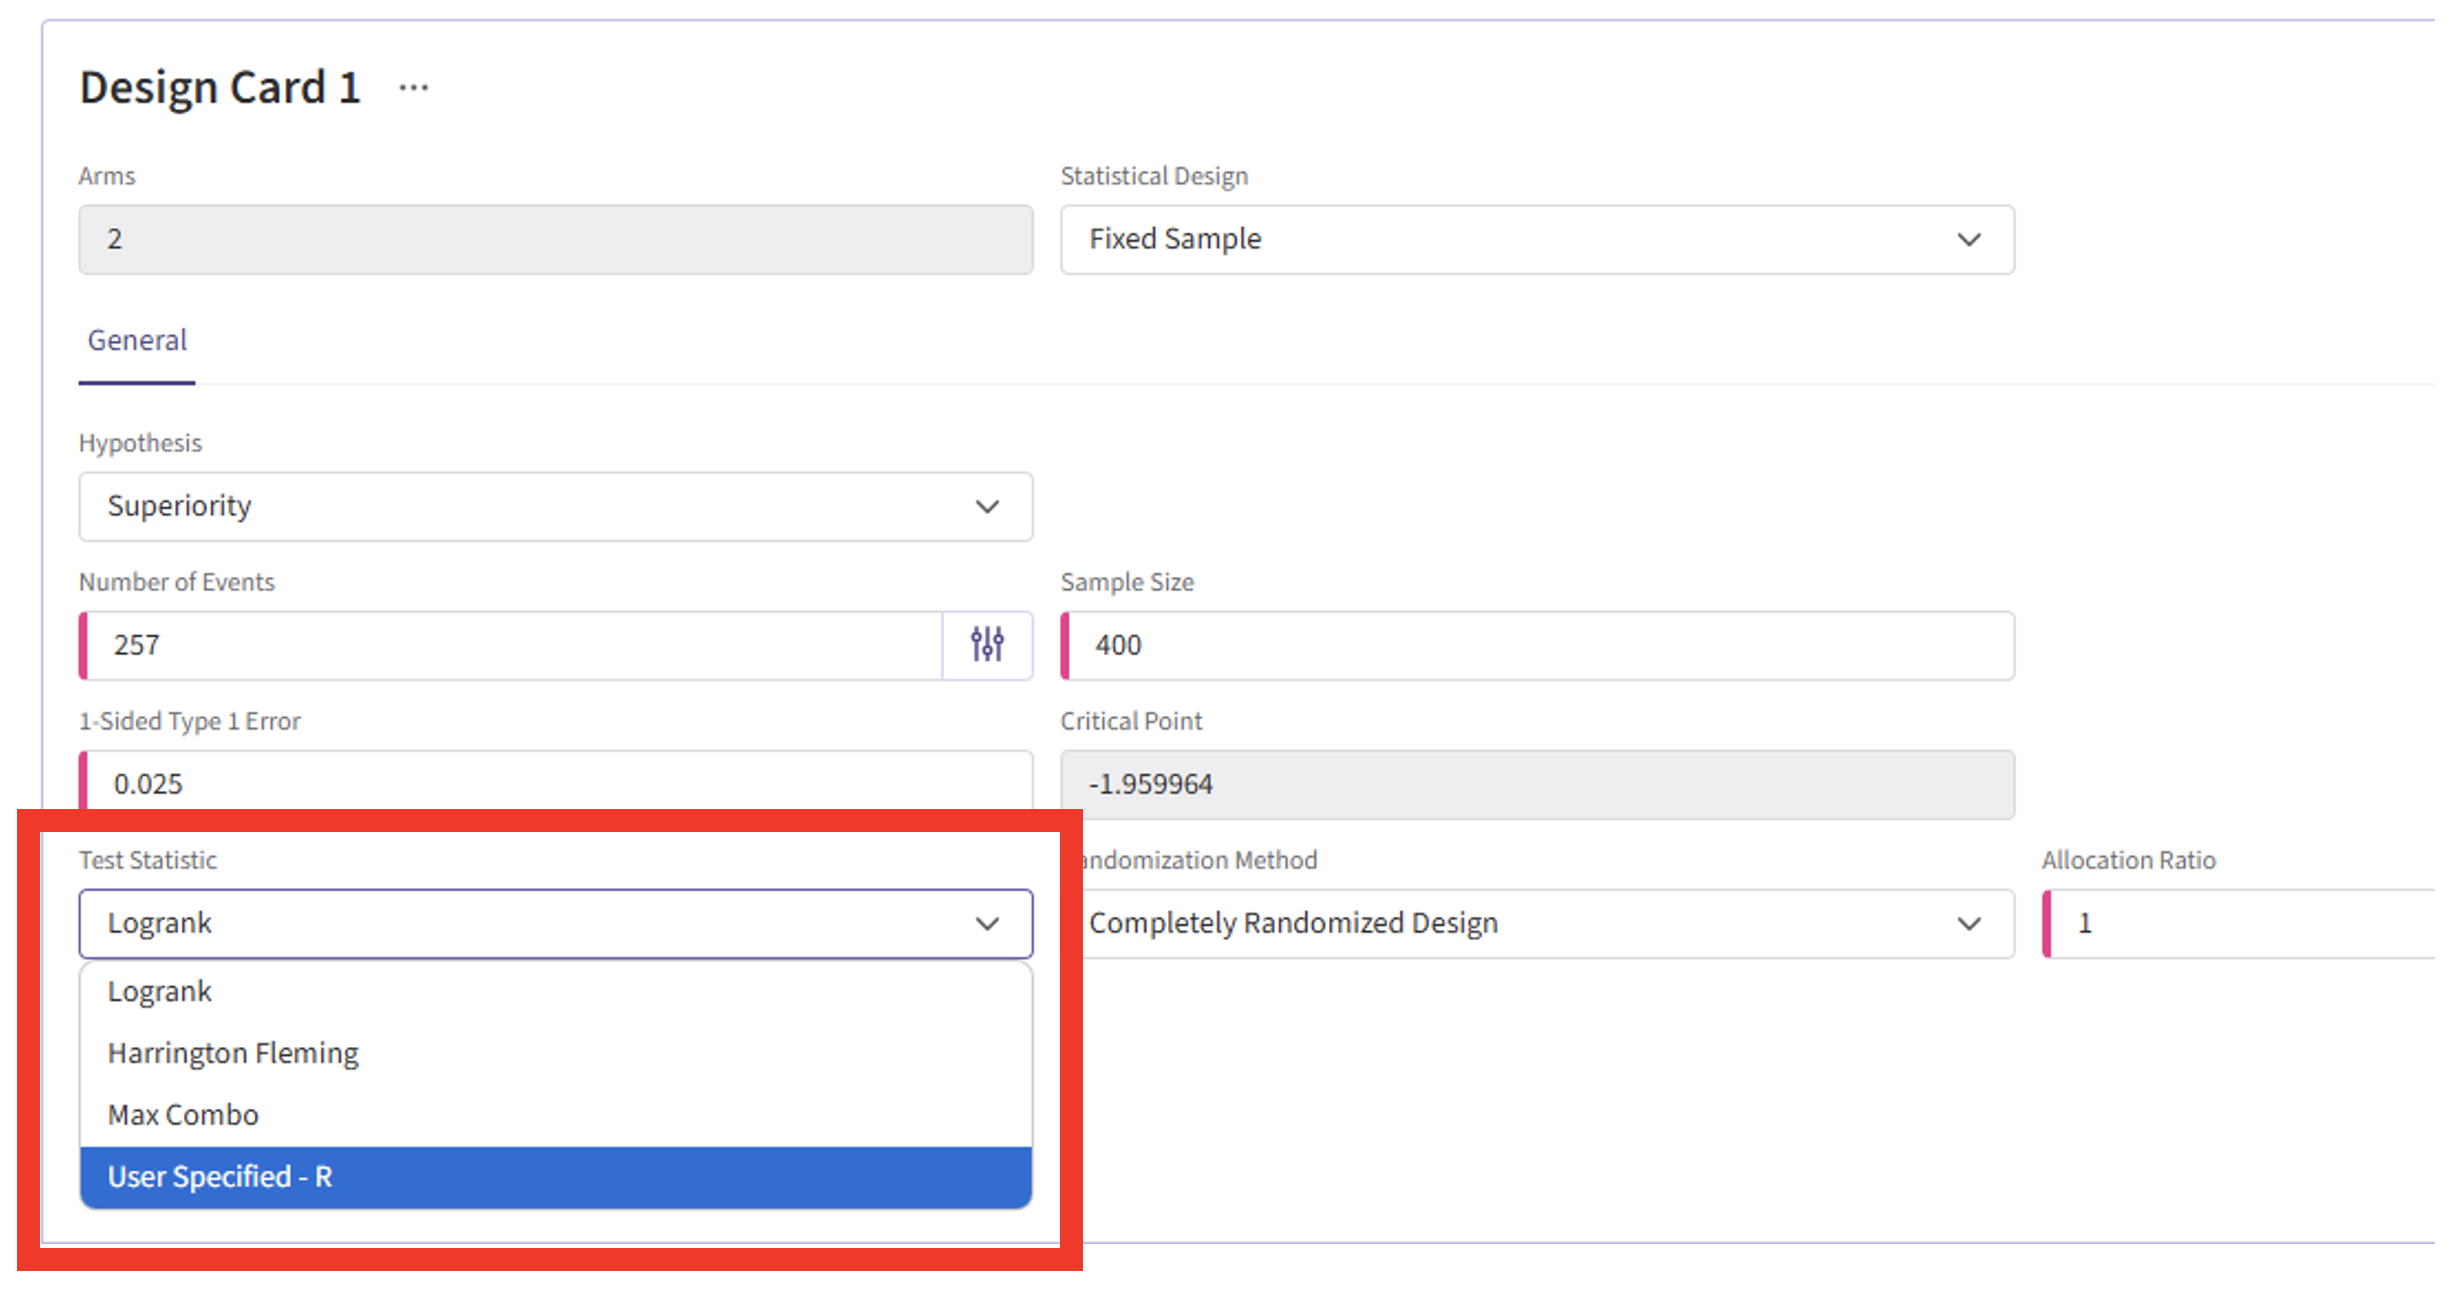 Design Card 1 ...
Arms
Statistical Design
2
Fixed Sample
General
Hypothesis
Superiority
Number of Events
Sample Size
257
400
1-Sided Type 1 Error
Critical Point
0.025
-1.959964
Test Statistic
andomization Method
Allocation Ratio
Logrank
Completely Randomized Design
1
Logrank
Harrington Fleming
Max Combo
User Specified - R